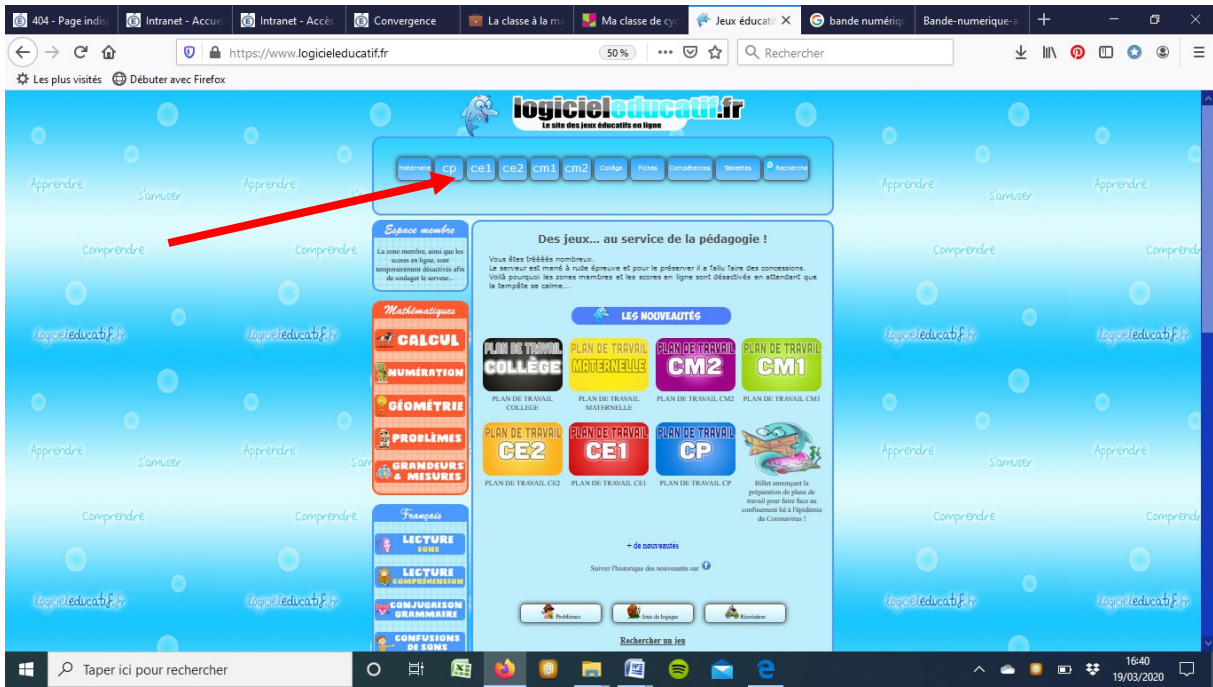 404 - Page indis
Intranet - Accue
Intranet - Accès
Convergence
La classe à la ma
Ma classe de cyc
Jeux éducatif
bande numériq
Bande-numerique-a
https://www.logicieleducatif.fr
50 %
Rechercher
Les plus visités
Débuter avec Firefox
logicieleducatif.fr
Le site des jeux éducatifs en ligne
Maternelle cp ce1 ce2 cm1 cm2 Collège Fiches Compétences Tablettes Recherche
Apprendre
S'amuser
Comprendre
logicieleducatif.fr
Espace membre
La zone membre, ainsi que les
scores en ligne, sont
temporairement désactivés afin
de soulager le serveur...
Mathématiques
CALCUL
NUMÉRATION
GÉOMÉTRIE
PROBLÈMES
GRANDEURS
& MESURES
Français
LECTURE
SONS
LECTURE
COMPRÉHENSION
CONJUGAISON
GRAMMAIRE
CONFUSIONS
DE SONS
Des jeux... au service de la pédagogie !
Vous êtes trèèèès nombreux.
Le serveur est mené à rude épreuve et pour le préserver il a fallu faire des concessions.
Voilà pourquoi les zones membres et les scores en ligne sont désactivés en attendant que
la tempête se calme...
LES NOUVEAUTÉS
PLAN DE TRAVAIL
COLLÈGE
PLAN DE TRAVAIL
MATERNELLE
PLAN DE TRAVAIL
CM2
PLAN DE TRAVAIL
CM1
PLAN DE TRAVAIL
COLLEGE
PLAN DE TRAVAIL
MATERNELLE
PLAN DE TRAVAIL CM2
PLAN DE TRAVAIL CM1
PLAN DE TRAVAIL
CE2
PLAN DE TRAVAIL
CE1
PLAN DE TRAVAIL
CP
PLAN DE TRAVAIL CE2
PLAN DE TRAVAIL CE1
PLAN DE TRAVAIL CP
Billet annonçant la
préparation de plans de
travail pour faire face au
confinement lié à l'épidémie
du Coronavirus !
+ de nouveautés
Suivez l'historique des nouveautés sur
Problèmes
Jeux de logique
Récréation
Rechercher un jeu
Taper ici pour rechercher
16:40
19/03/2020